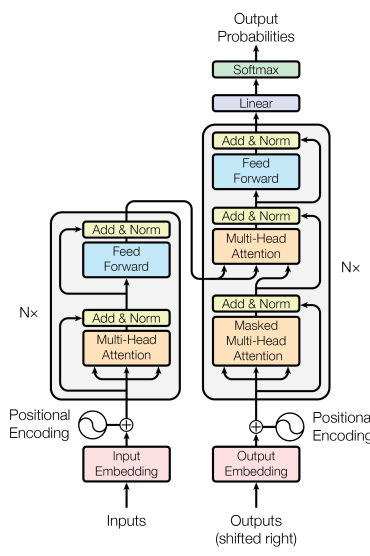 Output
Probabilities
Softmax
Linear
Add & Norm
Feed
Forward
Add & Norm
Multi-Head
Attention
Add & Norm
Masked
Multi-Head
Attention
N×
Add & Norm
Feed
Forward
N×
Add & Norm
Multi-Head
Attention
Positional
Encoding
Positiona
Encoding
Input
Embedding
Output
Embedding
Inputs
Outputs
(shifted right)